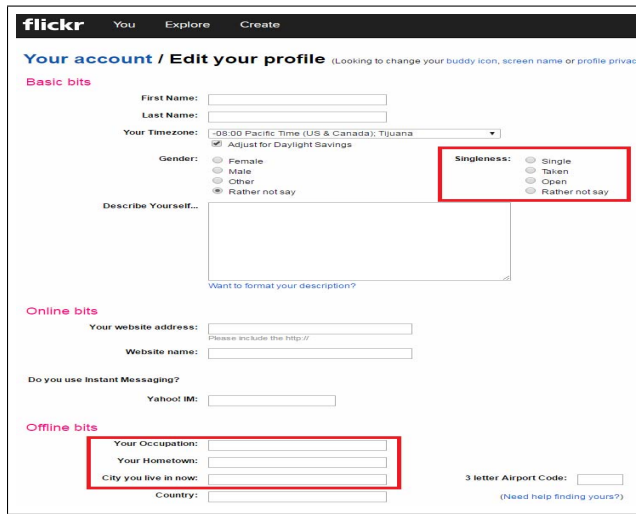 flickr You Explore Create
Your account / Edit your profile (Looking to change your buddy icon, screen name or profile privac
Basic bits
First Name:
Last Name:
Your Timezone: -08:00 Pacific Time (US & Canada); Tijuana
Adjust for Daylight Savings
Gender: Female Singleness: Single
Male Taken
Other Open
Rather not say Rather not say
Describe Yourself...
Want to format your description?
Online bits
Your website address:
Please include the http://
Website name:
Do you use Instant Messaging?
Yahoo! IM:
Offline bits
Your Occupation:
Your Hometown:
City you live in now: 3 letter Airport Code:
Country: (Need help finding yours?)